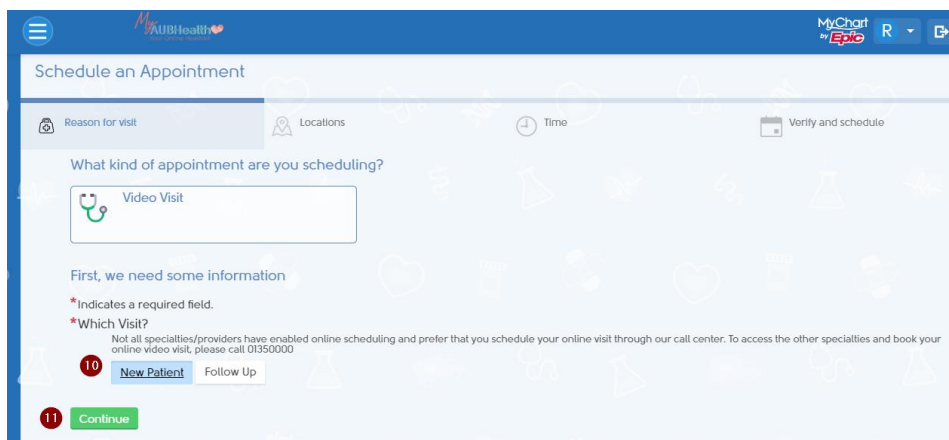 MyAUBHealth
MyChart
by Epic
R
Schedule an Appointment
Reason for visit
Locations
Time
Verify and schedule
What kind of appointment are you scheduling?
Video Visit
First, we need some information
*Indicates a required field.
*Which Visit?
Not all specialties/providers have enabled online scheduling and prefer that you schedule your online visit through our call center. To access the other specialties and book your
online video visit, please call 01350000
10 New Patient Follow Up
11 Continue